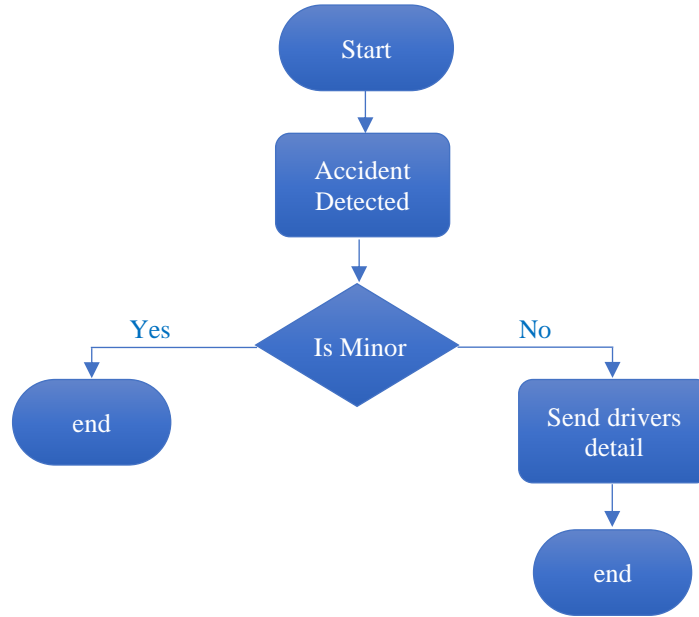 Start
Accident
Detected
Yes
Is Minor
No
end
Send drivers
detail
end